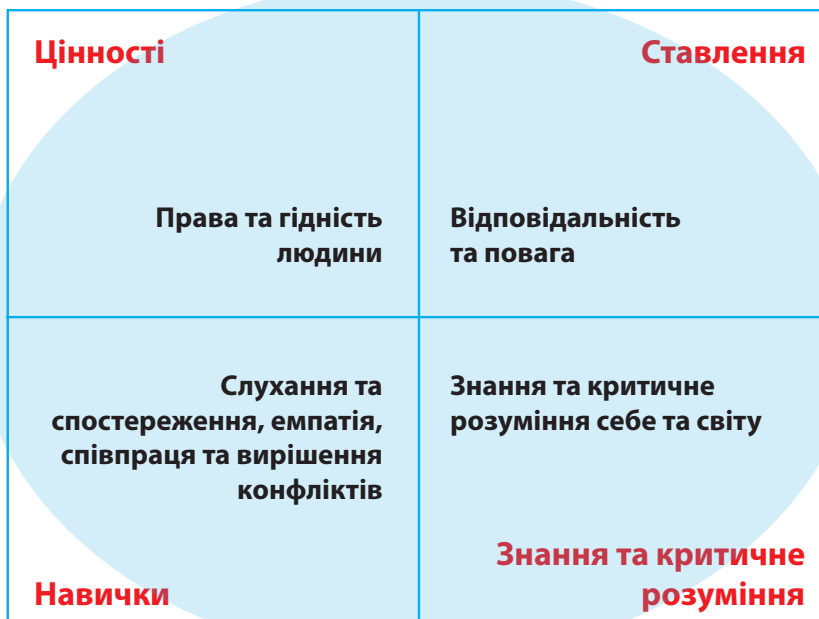 Цінності
Ставлення
Права та гідність
людини
Відповідальність
та повага
Слухання та
спостереження, емпатія,
співпраця та вирішення
конфліктів
Знання та критичне
розуміння себе та світу
Навички
Знання та критичне
розуміння